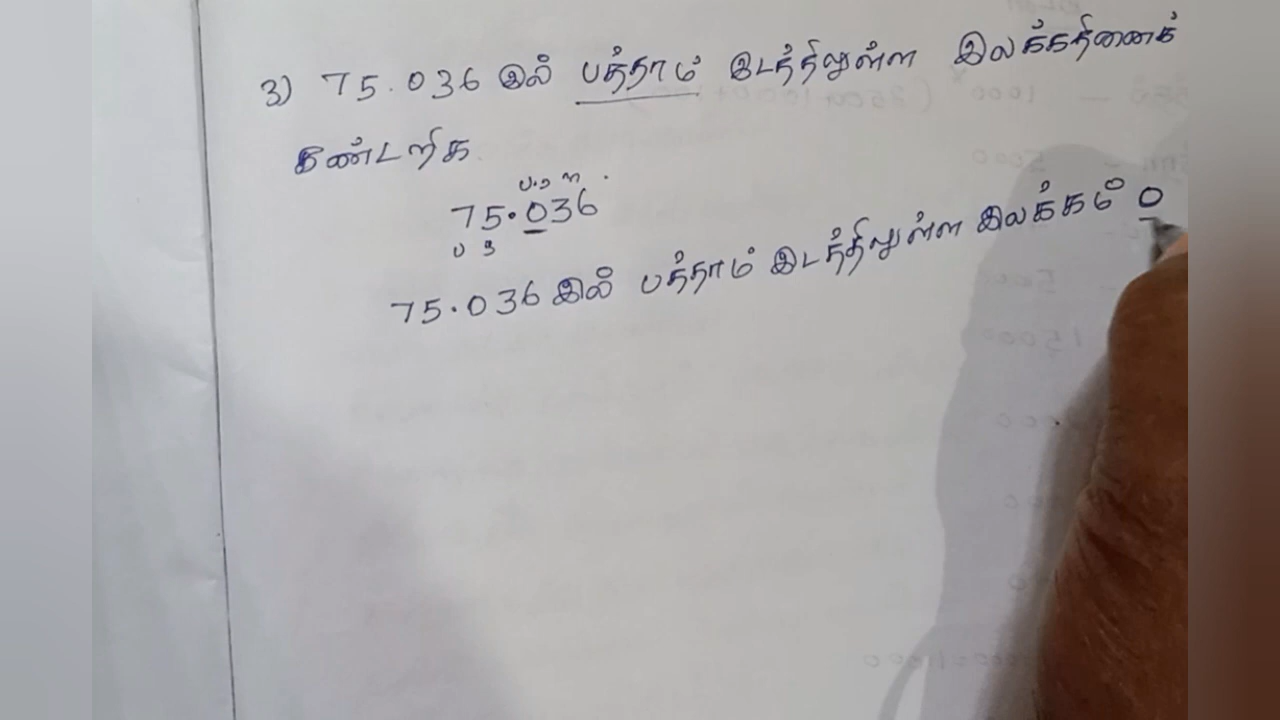 3) 75.036 இல் பத்தாம் இடத்திலுள்ள இலக்கதினைக்
கண்டறிக
75.036
ப
75.036 இல் பத்தாம் இடத்திலுள்ள இலக்கம் 0